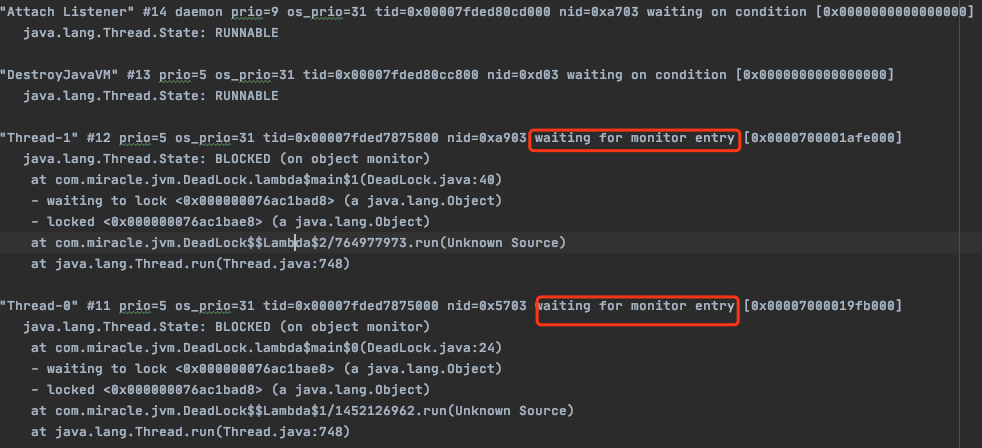 "Attach Listener" #14 daemon prio=9 os_prio=31 tid=0x00007fded80cd000 nid=0xa703 waiting on condition [0x0000000000000000]
java.lang.Thread.State: RUNNABLE
"DestroyJavaVM" #13 prio=5 os_prio=31 tid=0x00007fded80cc800 nid=0xd03 waiting on condition [0x0000000000000000]
java.lang.Thread.State: RUNNABLE
"Thread-1" #12 prio=5 os_prio=31 tid=0x00007fded7875800 nid=0xa903 waiting for monitor entry [0x0000700001afe000]
java.lang.Thread.State: BLOCKED (on object monitor)
at com.miracle.jvm.DeadLock.lambda$main$1(DeadLock.java:40)
- waiting to lock <0x000000076ac1bad8> (a java.lang.Object)
- locked <0x000000076ac1bae8> (a java.lang.Object)
at com.miracle.jvm.DeadLock$$Lambda$2/764977973.run(Unknown Source)
at java.lang.Thread.run(Thread.java:748)
"Thread-0" #11 prio=5 os_prio=31 tid=0x00007fded7875000 nid=0x5703 waiting for monitor entry [0x00007000019fb000]
java.lang.Thread.State: BLOCKED (on object monitor)
at com.miracle.jvm.DeadLock.lambda$main$0(DeadLock.java:24)
- waiting to lock <0x000000076ac1bae8> (a java.lang.Object)
- locked <0x000000076ac1bad8> (a java.lang.Object)
at com.miracle.jvm.DeadLock$$Lambda$1/1452126962.run(Unknown Source)
at java.lang.Thread.run(Thread.java:748)